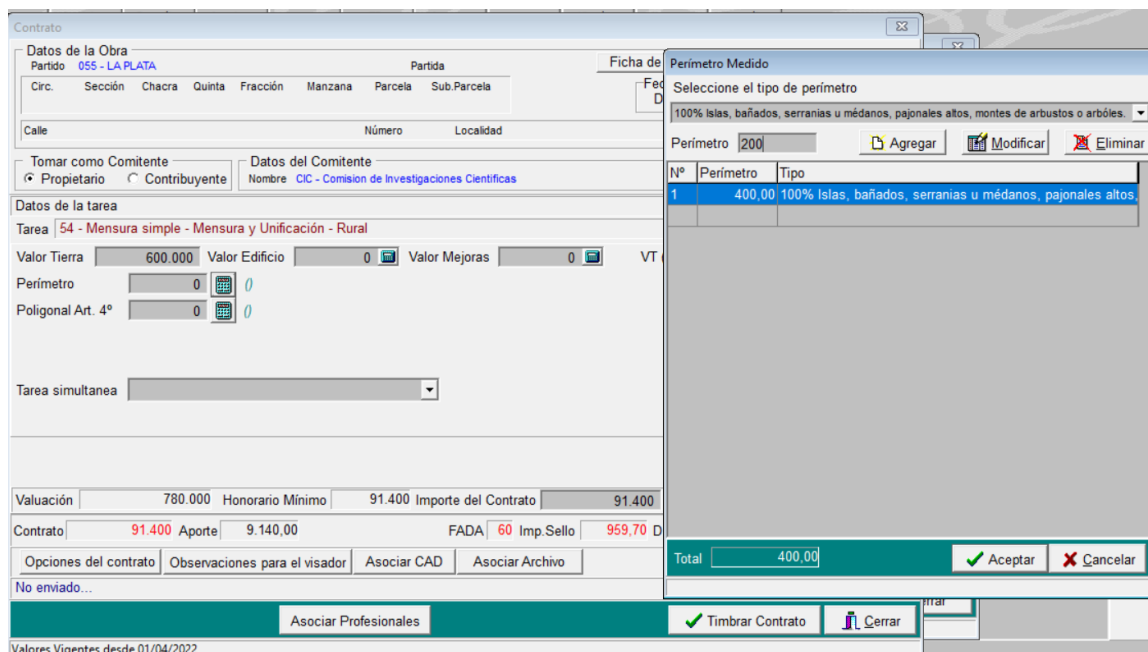 Contrato
Datos de la Obra
Partido 055 - LA PLATA Partida Ficha de
Circ. Sección Chacra Quinta Fracción Manzana Parcela Sub.Parcela
Calle Número Localidad
Tomar como Comitente
Propietario Contribuyente
Datos del Comitente
Nombre CIC - Comision de Investigaciones Cientificas
Datos de la tarea
Tarea 54 - Mensura simple - Mensura y Unificación - Rural
Valor Tierra 600.000 Valor Edificio 0 Valor Mejoras 0 VT
Perímetro 0 ()
Poligonal Art. 4º 0 ()
Tarea simultanea
Valuación 780.000 Honorario Mínimo 91.400 Importe del Contrato 91.400
Contrato 91.400 Aporte 9.140,00 FADA 60 Imp.Sello 959,70 D
Opciones del contrato Observaciones para el visador Asociar CAD Asociar Archivo
No enviado...
Asociar Profesionales Timbrar Contrato Cerrar
Valores Vigentes desde 01/04/2022
Perímetro Medido
Seleccione el tipo de perímetro
100% Islas, bañados, serranias u médanos, pajonales altos, montes de arbustos o arbóles.
Perímetro 200 Agregar Modificar Eliminar
Nº Perímetro Tipo
1 400,00 100% Islas, bañados, serranias u médanos, pajonales altos,
Total 400,00 Aceptar Cancelar